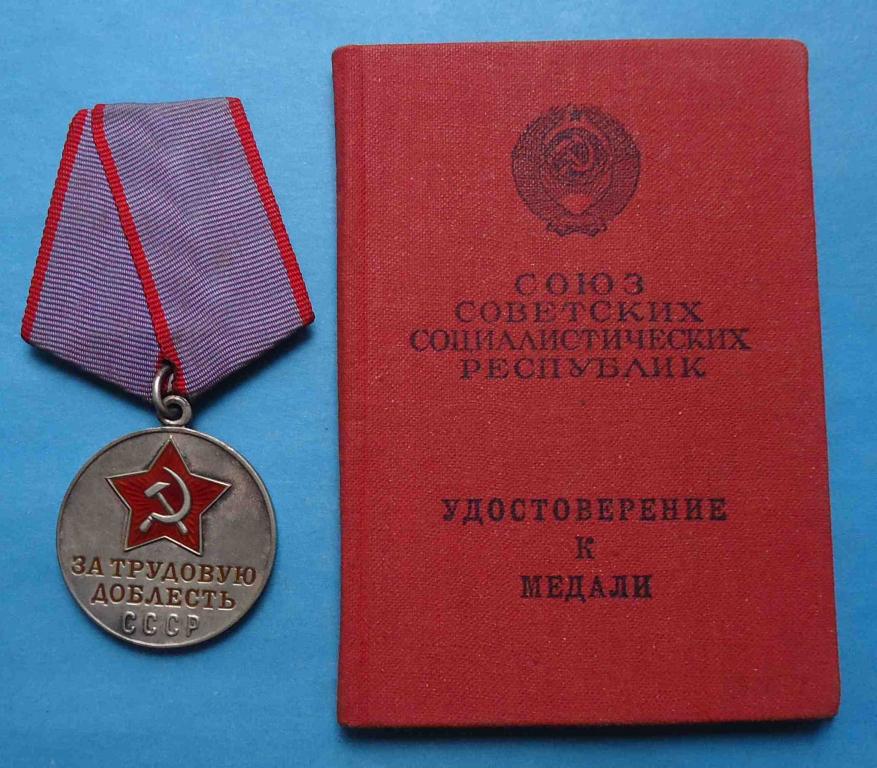 ЗА ТРУДОВУЮ
ДОБЛЕСТЬ
СССР
СОЮЗ
СОВЕТСКИХ
СОЦИАЛИСТИЧЕСКИХ
РЕСПУБЛИК
УДОСТОВЕРЕНИЕ
К
МЕДАЛИ